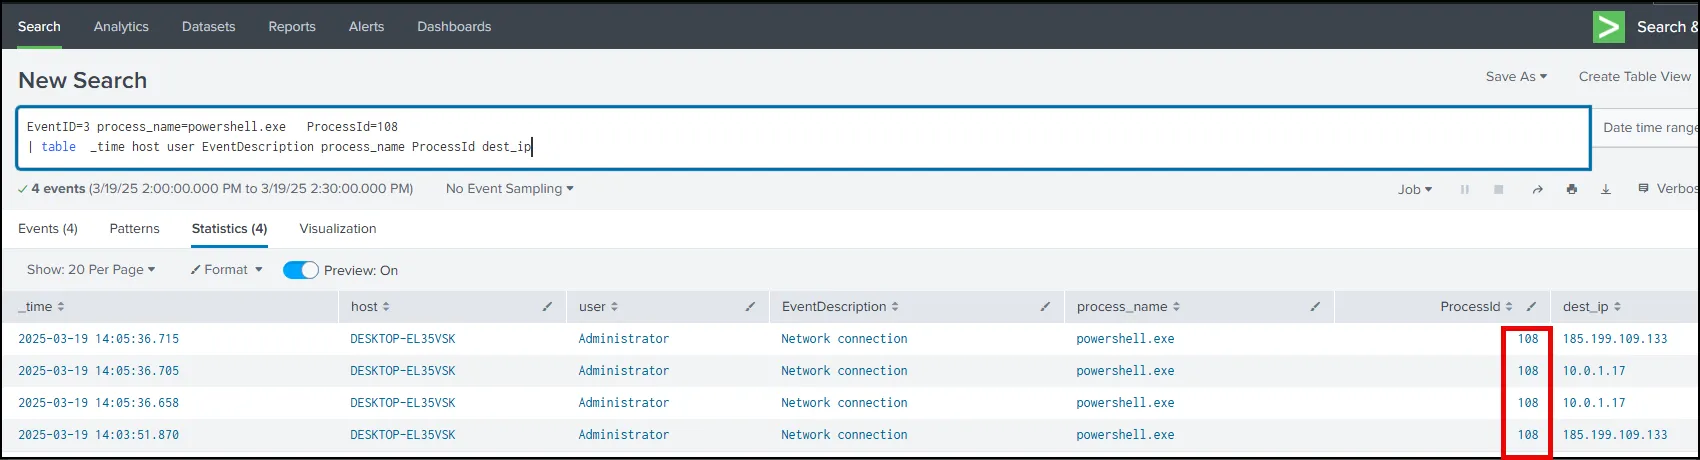 Search Analytics Datasets Reports Alerts Dashboards > Search &
New Search Save As Create Table View
EventID=3 process_name=powershell.exe ProcessId=108
| table _time host user EventDescription process_name ProcessId dest_ip
Date time range
4 events (3/19/25 2:00:00.000 PM to 3/19/25 2:30:00.000 PM) No Event Sampling Job Verbos
Events (4) Patterns Statistics (4) Visualization
Show: 20 Per Page Format Preview: On
_time host user EventDescription process_name ProcessId dest_ip
2025-03-19 14:05:36.715 DESKTOP-EL35VSK Administrator Network connection powershell.exe 108 185.199.109.133
2025-03-19 14:05:36.705 DESKTOP-EL35VSK Administrator Network connection powershell.exe 108 10.0.1.17
2025-03-19 14:05:36.658 DESKTOP-EL35VSK Administrator Network connection powershell.exe 108 10.0.1.17
2025-03-19 14:03:51.870 DESKTOP-EL35VSK Administrator Network connection powershell.exe 108 185.199.109.133